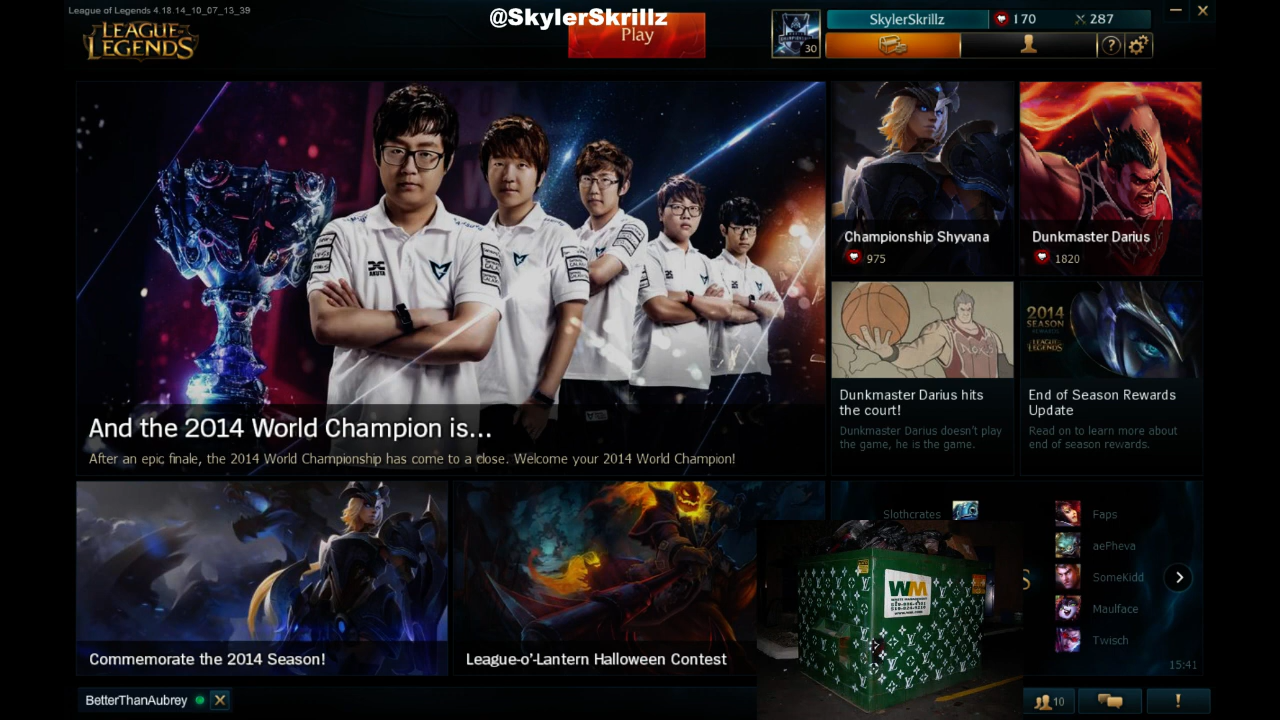 League of Legends 4.18.14_10_07_13_39
LEAGUE OF LEGENDS
@SkylerSkrillz
Play
30
SkylerSkrillz
170
287
?
And the 2014 World Champion is...
After an epic finale, the 2014 World Championship has come to a close. Welcome your 2014 World Champion!
Championship Shyvana
975
Dunkmaster Darius
1820
Dunkmaster Darius hits
the court!
Dunkmaster Darius doesn't play
the game, he is the game.
2014
SEASON
REWARDS
LEAGUE OF LEGENDS
End of Season Rewards
Update
Read on to learn more about
end of season rewards.
Commemorate the 2014 Season!
League-o'-Lantern Halloween Contest
Slothcrates
Faps
aePheva
SomeKidd
Maulface
Twisch
15:41
WM
WASTE MANAGEMENT
BetterThanAubrey
10
!